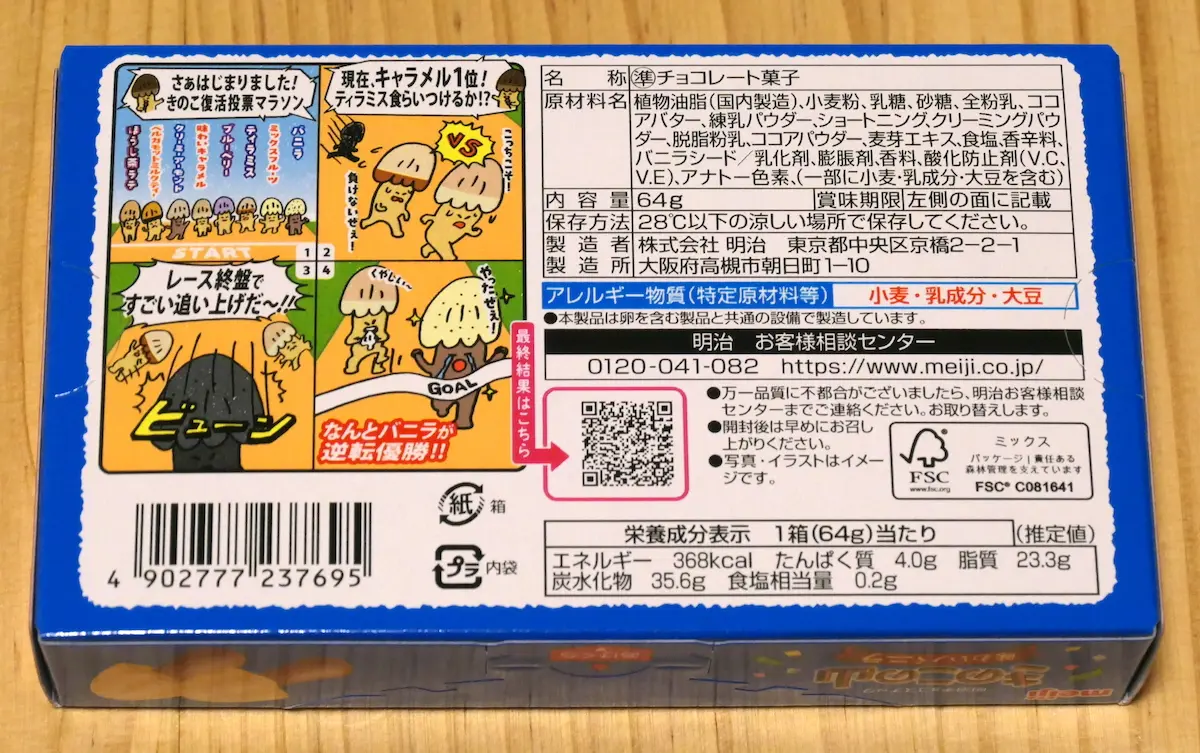 さぁはじまりました!
きのこ復活投票マラソン
バニラ
ミックスフルーツ
ティラミス
ブルーベリー
味わいキャラメル
クリーミーモンド
ベルガモットミルクティ
ほうじ茶ラテ
START
1 2
3 4
現在、キャラメル1位!
ティラミス食らいつけるか!?
VS
こっちこそ!
負けないぜぇ!
レース終盤で
すごい追い上げだ〜!!
ビューン
くやしい〜
やったぜぇ!
GOAL
なんとバニラが
逆転優勝!!
最終結果はこちら
名称 準チョコレート菓子
原材料名 植物油脂(国内製造)、小麦粉、乳糖、砂糖、全粉乳、ココ
アバター、練乳パウダー、ショートニング、クリーミングパウ
ダー、脱脂粉乳、ココアパウダー、麦芽エキス、食塩、香辛料、
バニラシード/乳化剤、膨脹剤、香料、酸化防止剤(V.C、
V.E)、アナトー色素、(一部に小麦・乳成分・大豆を含む)
内容量 64g 賞味期限 左側の面に記載
保存方法 28℃以下の涼しい場所で保存してください。
製造者 株式会社 明治 東京都中央区京橋2-2-1
製造所 大阪府高槻市朝日町1-10
アレルギー物質(特定原材料等) 小麦・乳成分・大豆
●本製品は卵を含む製品と共通の設備で製造しています。
明治 お客様相談センター
0120-041-082 https://www.meiji.co.jp/
●万一品質に不都合がございましたら、明治お客様相談
センターまでご連絡ください。お取り替えします。
●開封後は早めにお召し
上がりください。
●写真・イラストはイメー
ジです。
FSC
www.fsc.org
ミックス
パッケージ|責任ある
森林管理を支えています
FSC® C081641
紙 箱
プラ 内袋
4 902777 237695
栄養成分表示 1箱(64g)当たり (推定値)
エネルギー 368kcal たんぱく質 4.0g 脂質 23.3g
炭水化物 35.6g 食塩相当量 0.2g
meiji
きのこの山